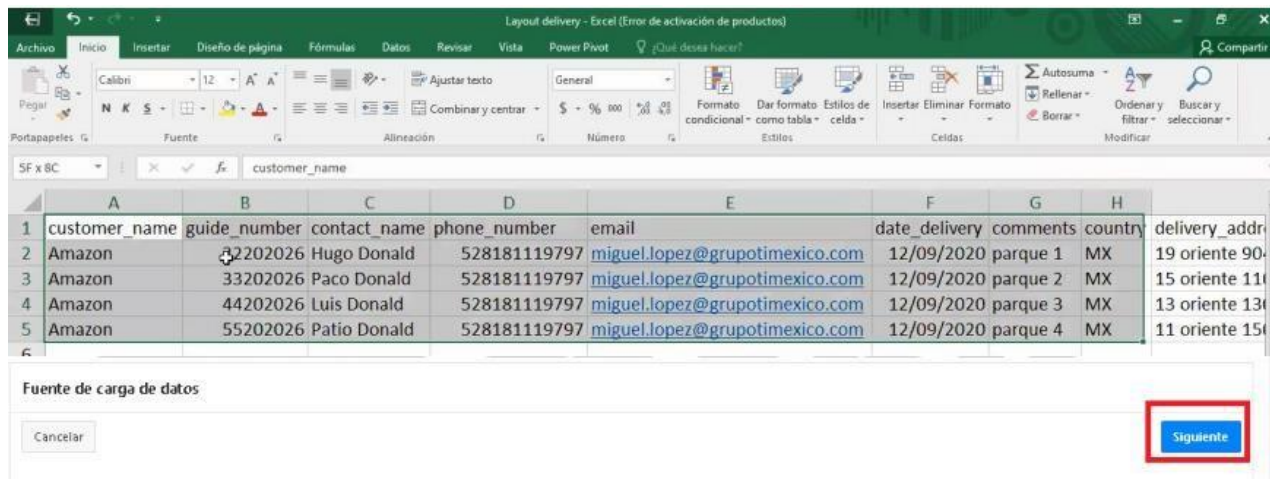 Layout delivery - Excel (Error de activación de productos)
Archivo Inicio Insertar Diseño de página Fórmulas Datos Revisar Vista Power Pivot ¿Qué desea hacer? Compartir
Pegar Calibri 12 A A Ajustar texto General Formato condicional Dar formato como tabla Estilos de celda Insertar Eliminar Formato Autosuma Ordenar y filtrar Buscar y seleccionar
N K S A Combinar y centrar $ % 000 Rellenar
Borrar
Portapapeles Fuente Alineación Número Estilos Celdas Modificar
5F x 8C fx customer_name
A B C D E F G H
1 customer_name guide_number contact_name phone_number email date_delivery comments country delivery_addr
2 Amazon 2202026 Hugo Donald 528181119797 miguel.lopez@grupotimexico.com 12/09/2020 parque 1 MX 19 oriente 90
3 Amazon 33202026 Paco Donald 528181119797 miguel.lopez@grupotimexico.com 12/09/2020 parque 2 MX 15 oriente 11
4 Amazon 44202026 Luis Donald 528181119797 miguel.lopez@grupotimexico.com 12/09/2020 parque 3 MX 13 oriente 13
5 Amazon 55202026 Patio Donald 528181119797 miguel.lopez@grupotimexico.com 12/09/2020 parque 4 MX 11 oriente 15
6
Fuente de carga de datos
Cancelar Siguiente